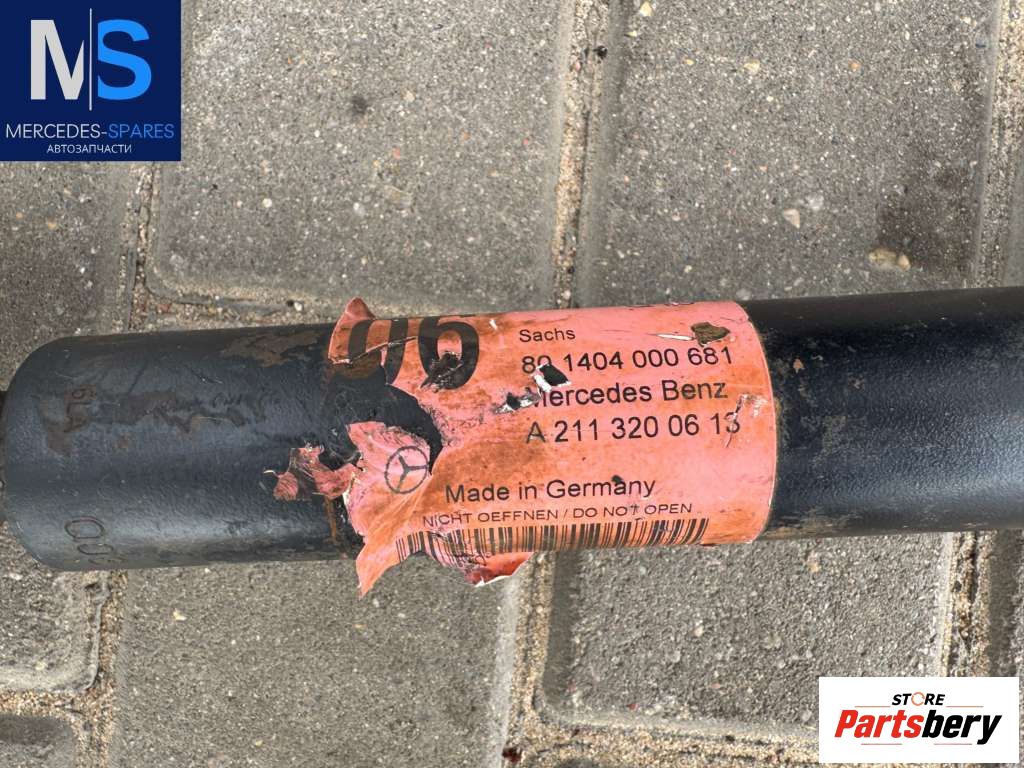 MS
MERCEDES-SPARES
АВТОЗАПЧАСТИ
06
Sachs
80 1404 000 681
Mercedes Benz
A 211 320 06 13
Made in Germany
NICHT OEFFNEN / DO NOT OPEN
STORE
Partsbery